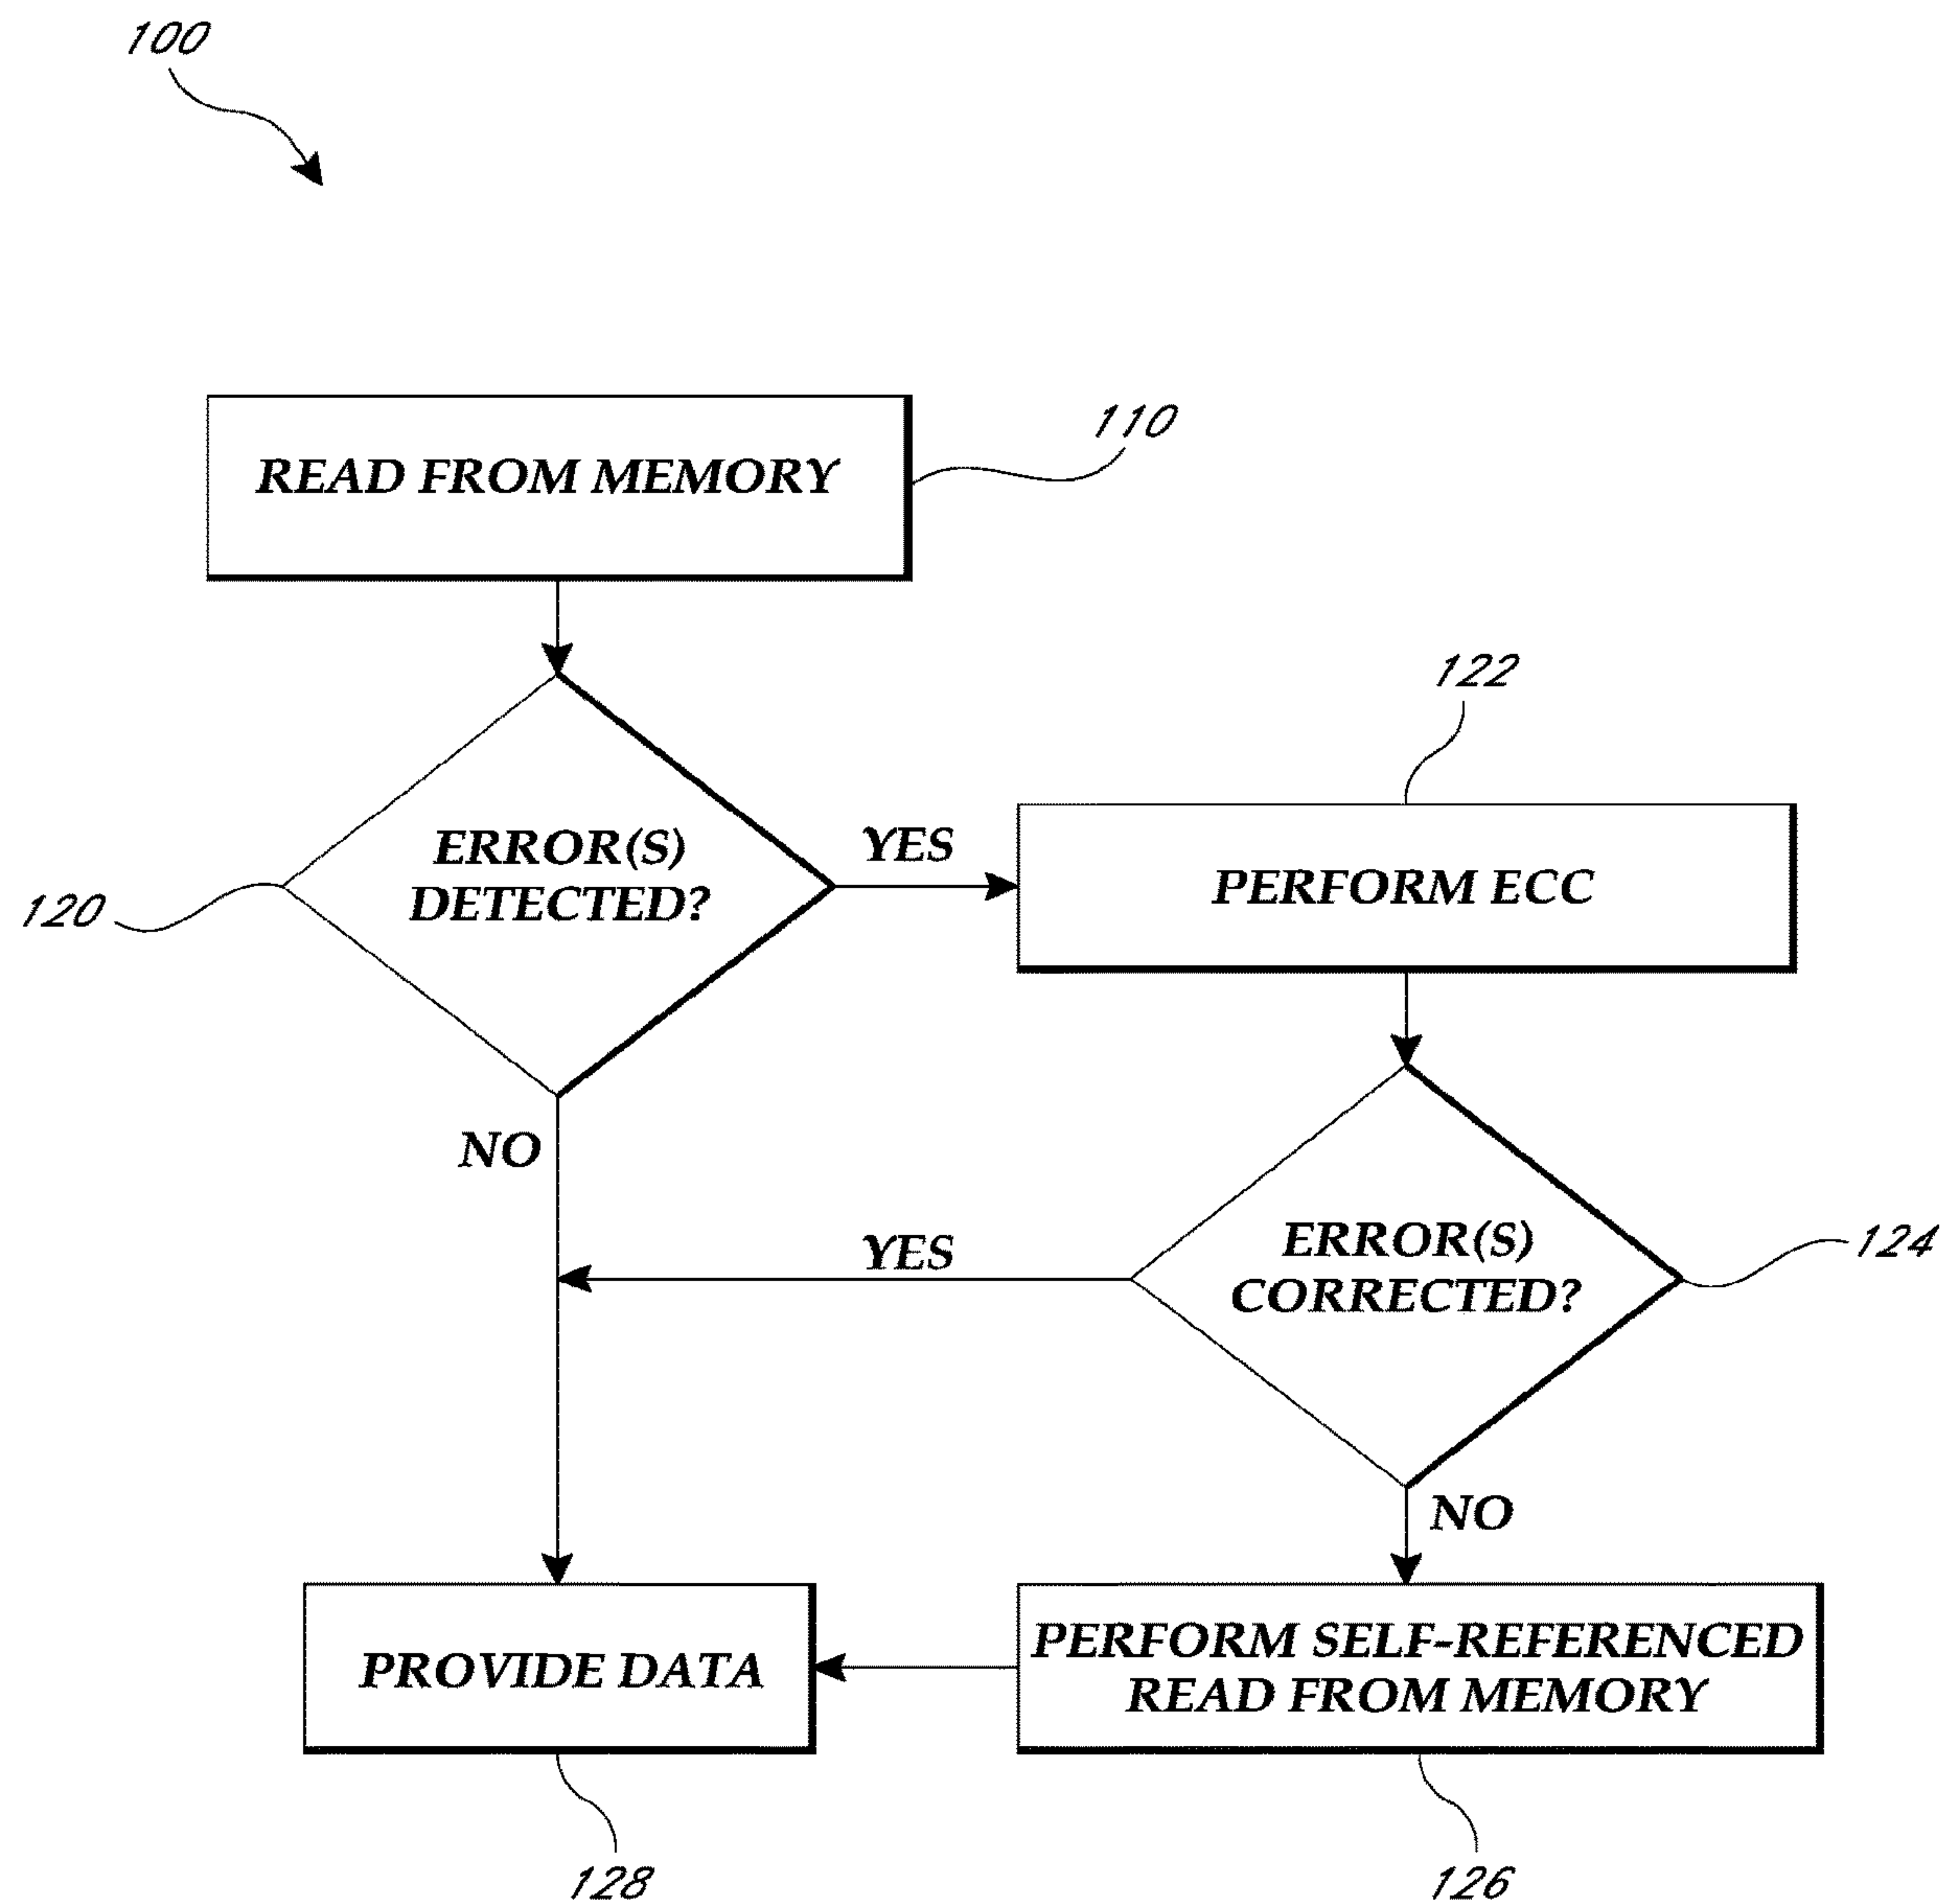 100
READ FROM MEMORY
110
ERROR(S)
DETECTED?
120
YES
122
PERFORM ECC
NO
YES
ERROR(S)
CORRECTED?
124
NO
PROVIDE DATA
PERFORM SELF-REFERENCED
READ FROM MEMORY
128
126